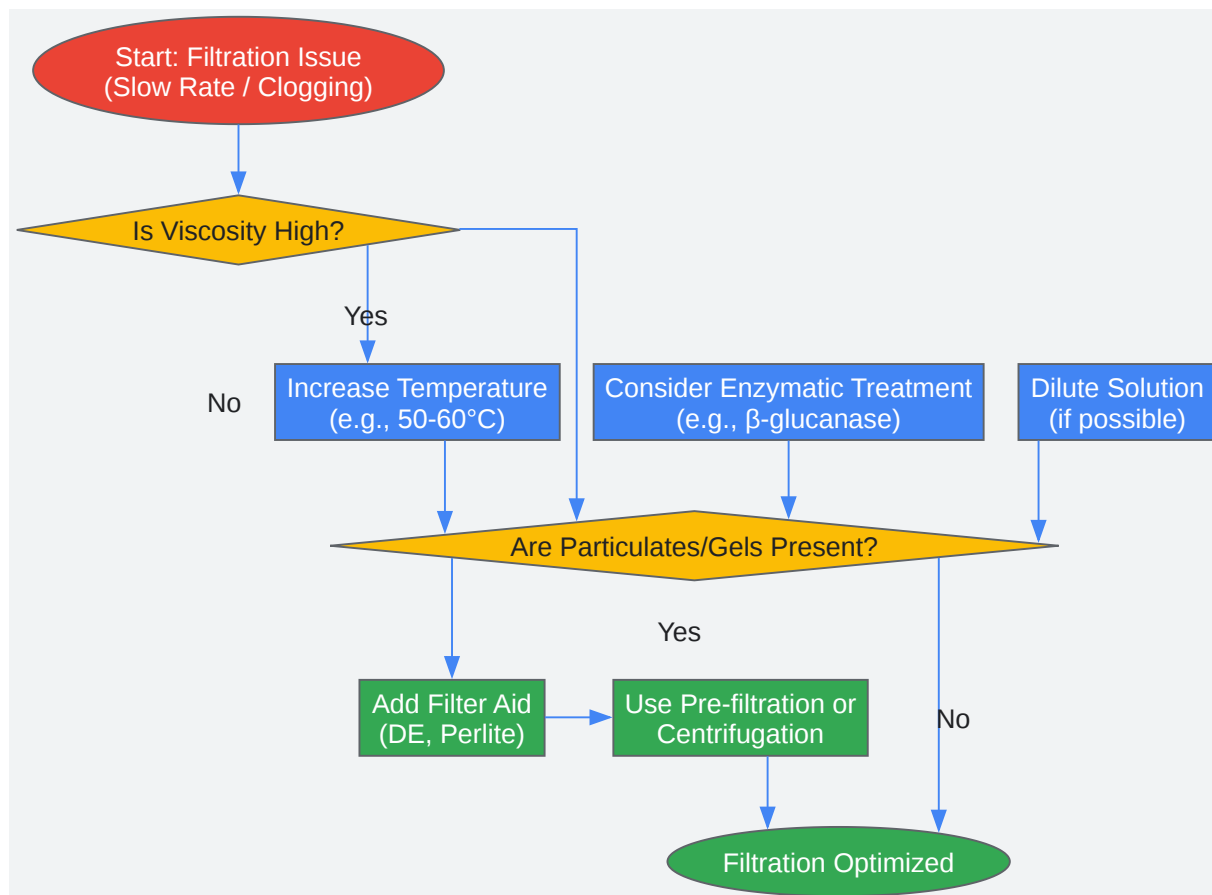 Start: Filtration Issue
(Slow Rate / Clogging)
Is Viscosity High?
Yes
No
Increase Temperature
(e.g., 50-60°C)
Consider Enzymatic Treatment
(e.g., β-glucanase)
Dilute Solution
(if possible)
Are Particulates/Gels Present?
Yes
Add Filter Aid
(DE, Perlite)
Use Pre-filtration or
Centrifugation
No
Filtration Optimized